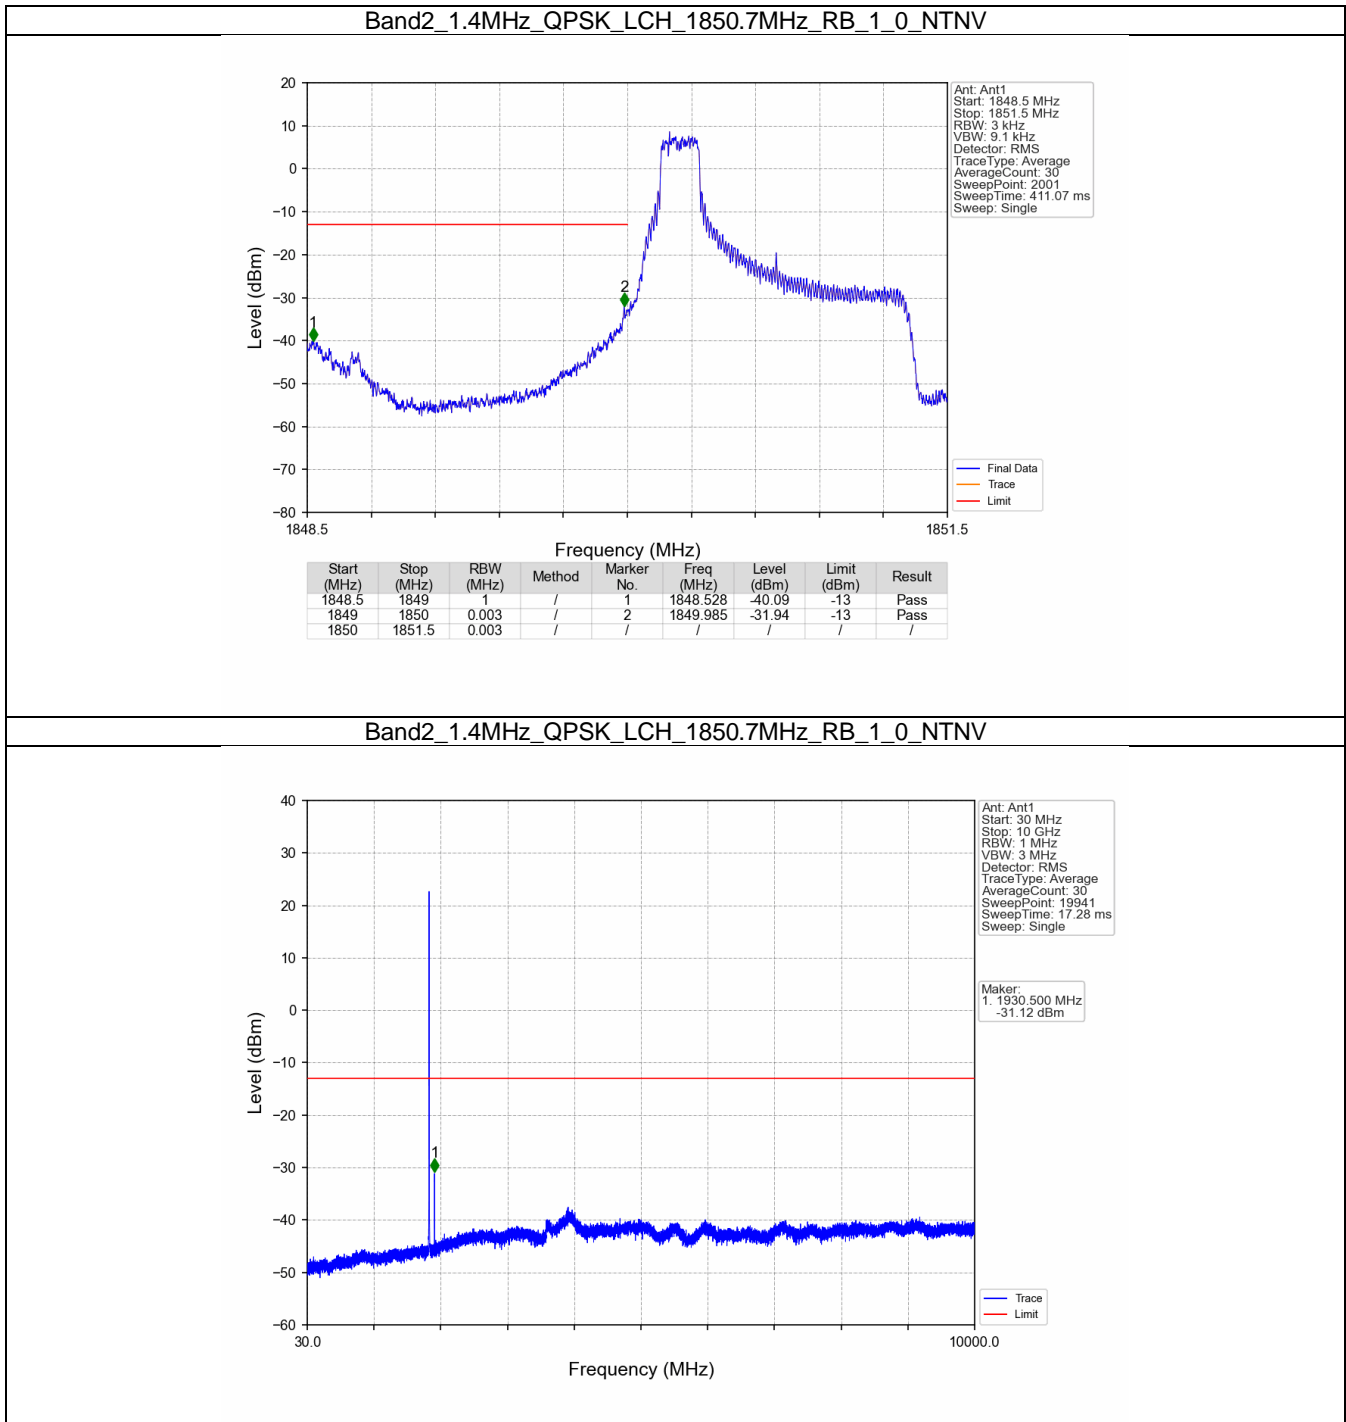 Band2_1.4MHz_QPSK_LCH_1850.7MHz_RB_1_0_NTNV
20
10
0
−10
−20
−30
−40
−50
−60
−70
−80
Level (dBm)
1
2
1848.5
1851.5
Frequency (MHz)
Ant: Ant1
Start: 1848.5 MHz
Stop: 1851.5 MHz
RBW: 3 kHz
VBW: 9.1 kHz
Detector: RMS
TraceType: Average
AverageCount: 30
SweepPoint: 2001
SweepTime: 411.07 ms
Sweep: Single
Final Data
Trace
Limit
Start (MHz) Stop (MHz) RBW (MHz) Method Marker No. Freq (MHz) Level (dBm) Limit (dBm) Result
1848.5 1849 1 / 1 1848.528 -40.09 -13 Pass
1849 1850 0.003 / 2 1849.985 -31.94 -13 Pass
1850 1851.5 0.003 / / / / / /
Band2_1.4MHz_QPSK_LCH_1850.7MHz_RB_1_0_NTNV
40
30
20
10
0
−10
−20
−30
−40
−50
−60
Level (dBm)
1
30.0
10000.0
Frequency (MHz)
Ant: Ant1
Start: 30 MHz
Stop: 10 GHz
RBW: 1 MHz
VBW: 3 MHz
Detector: RMS
TraceType: Average
AverageCount: 30
SweepPoint: 19941
SweepTime: 17.28 ms
Sweep: Single
Maker:
1. 1930.500 MHz
-31.12 dBm
Trace
Limit